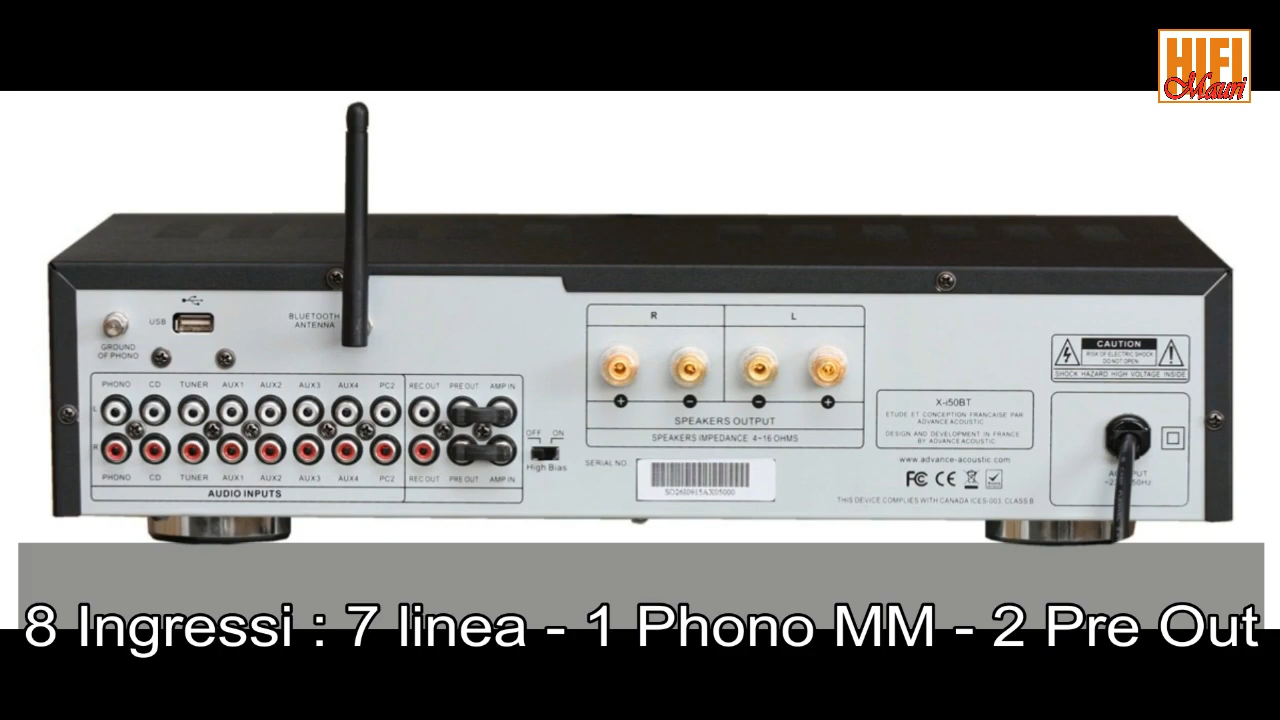 HIFI
Mauri
USB
BLUETOOTH
ANTENNA
GROUND
OF PHONO
PHONO CD TUNER AUX1 AUX2 AUX3 AUX4 PC2 REC OUT PRE OUT AMP IN
L
R
PHONO CD TUNER AUX1 AUX2 AUX3 AUX4 PC2 REC OUT PRE OUT AMP IN
AUDIO INPUTS
OFF ON
High Bias
R L
SPEAKERS OUTPUT
SPEAKERS IMPEDANCE 4~16 OHMS
SERIAL NO
CAUTION
RISK OF ELECTRIC SHOCK
DO NOT OPEN
SHOCK HAZARD HIGH VOLTAGE INSIDE
X-i50BT
ETUDE ET CONCEPTION FRANCAISE PAR
ADVANCE ACOUSTIC
DESIGN AND DEVELOPMENT IN FRANCE
BY ADVANCE ACOUSTIC
www.advance-acoustic.com
FC CE
THIS DEVICE COMPLIES WITH CANADA ICES-003, CLASS B
8 Ingressi : 7 linea - 1 Phono MM - 2 Pre Out